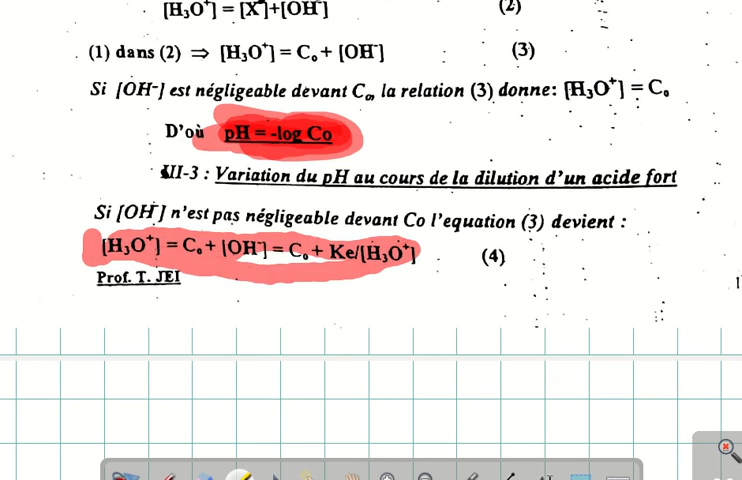 [H₃O⁺] = [X⁻]+[OH⁻] (2)
(1) dans (2) ⇒ [H₃O⁺] = C₀ + [OH⁻] (3)
Si [OH⁻] est négligeable devant C₀, la relation (3) donne: [H₃O⁺] = C₀
D'où pH = -log Co
III-3 : Variation du pH au cours de la dilution d'un acide fort
Si [OH⁻] n'est pas négligeable devant Co l'equation (3) devient :
[H₃O⁺] = C₀ + [OH⁻] = C₀ + Ke/[H₃O⁺] (4)
Prof. T. JEI